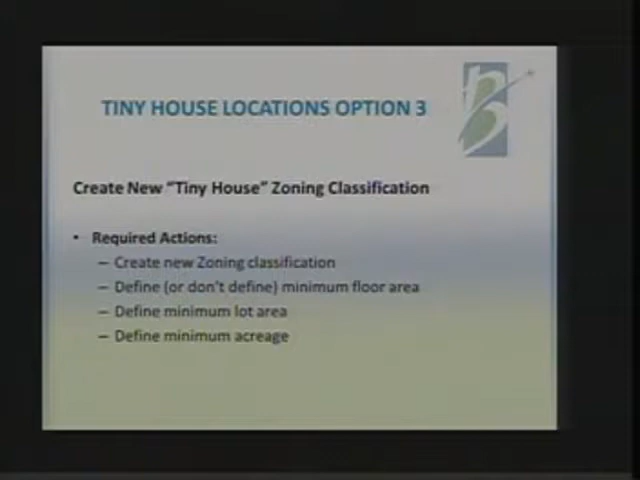 TINY HOUSE LOCATIONS OPTION 3
Create New "Tiny House" Zoning Classification
• Required Actions:
– Create new Zoning classification
– Define (or don't define) minimum floor area
– Define minimum lot area
– Define minimum acreage